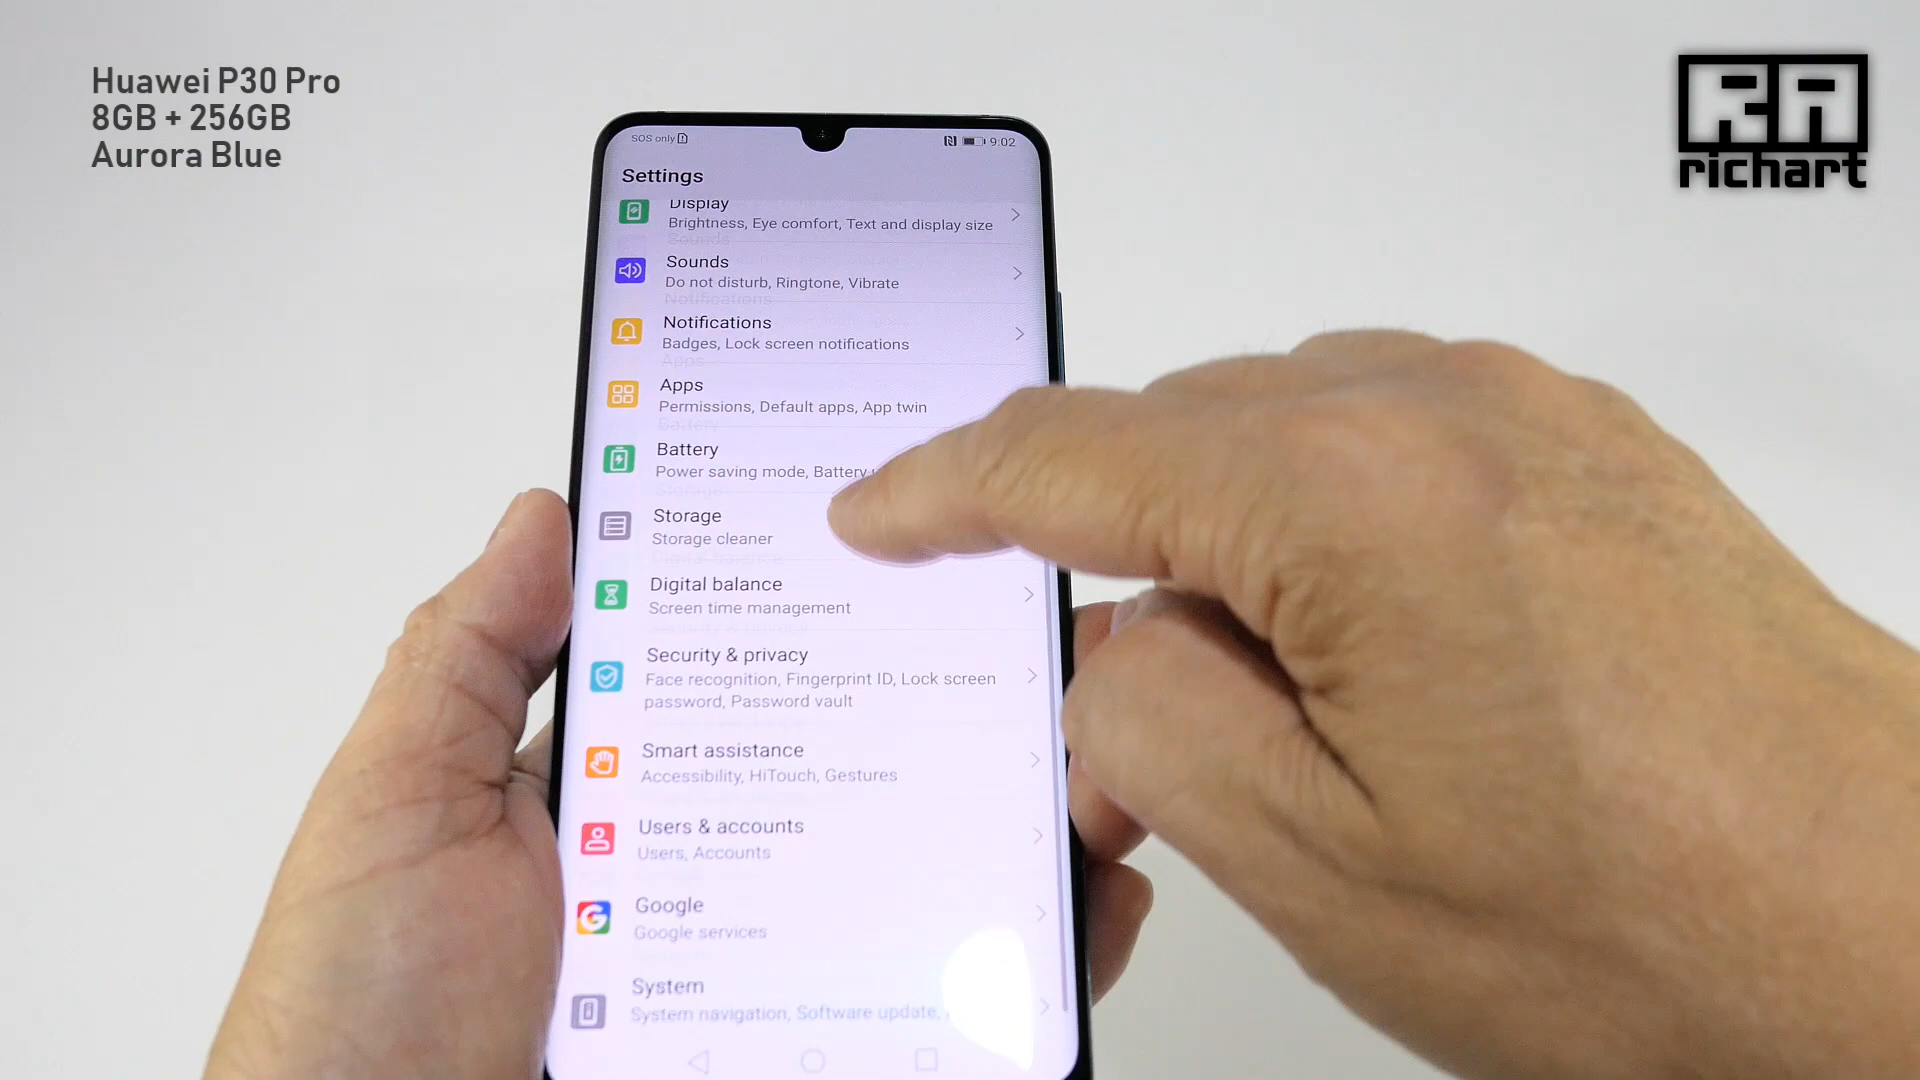 Huawei P30 Pro
8GB + 256GB
Aurora Blue
RA
richart
SOS only
9:02
Settings
Display
Brightness, Eye comfort, Text and display size
Sounds
Do not disturb, Ringtone, Vibrate
Notifications
Badges, Lock screen notifications
Apps
Permissions, Default apps, App twin
Battery
Power saving mode, Battery
Storage
Storage cleaner
Digital balance
Screen time management
Security & privacy
Face recognition, Fingerprint ID, Lock screen
password, Password vault
Smart assistance
Accessibility, HiTouch, Gestures
Users & accounts
Users, Accounts
Google
Google services
System
System navigation, Software update,